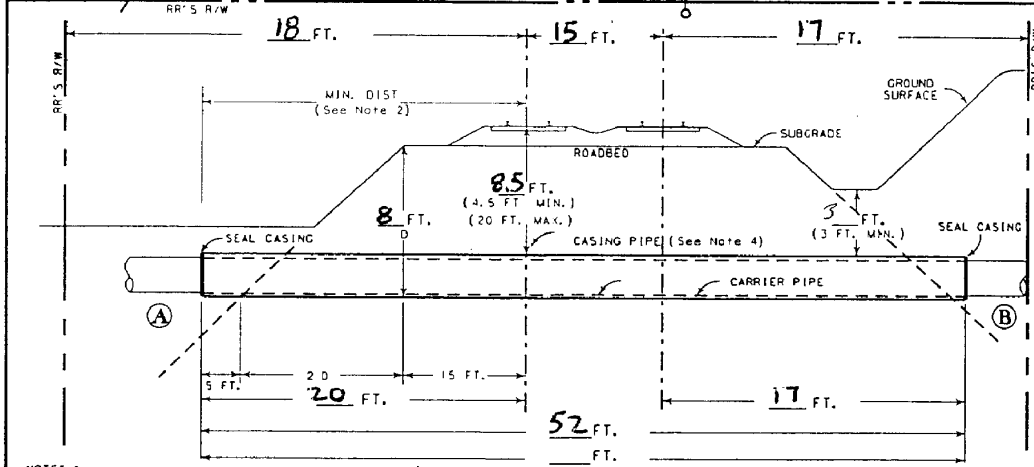 RR'S R/W
18 FT. 15 FT. 17 FT.
RR'S R/W
MIN. DIST
(See Note 2)
GROUND
SURFACE
SUBGRADE
ROADBED
8.5 FT.
(4.5 FT MIN.)
(20 FT. MAX.)
8 FT.
D
3 FT.
(3 FT. MIN.)
SEAL CASING
CASING PIPE (See Note 4)
SEAL CASING
CARRIER PIPE
A
B
5 FT. 2 D 15 FT.
20 FT. 17 FT.
52 FT.
FT.